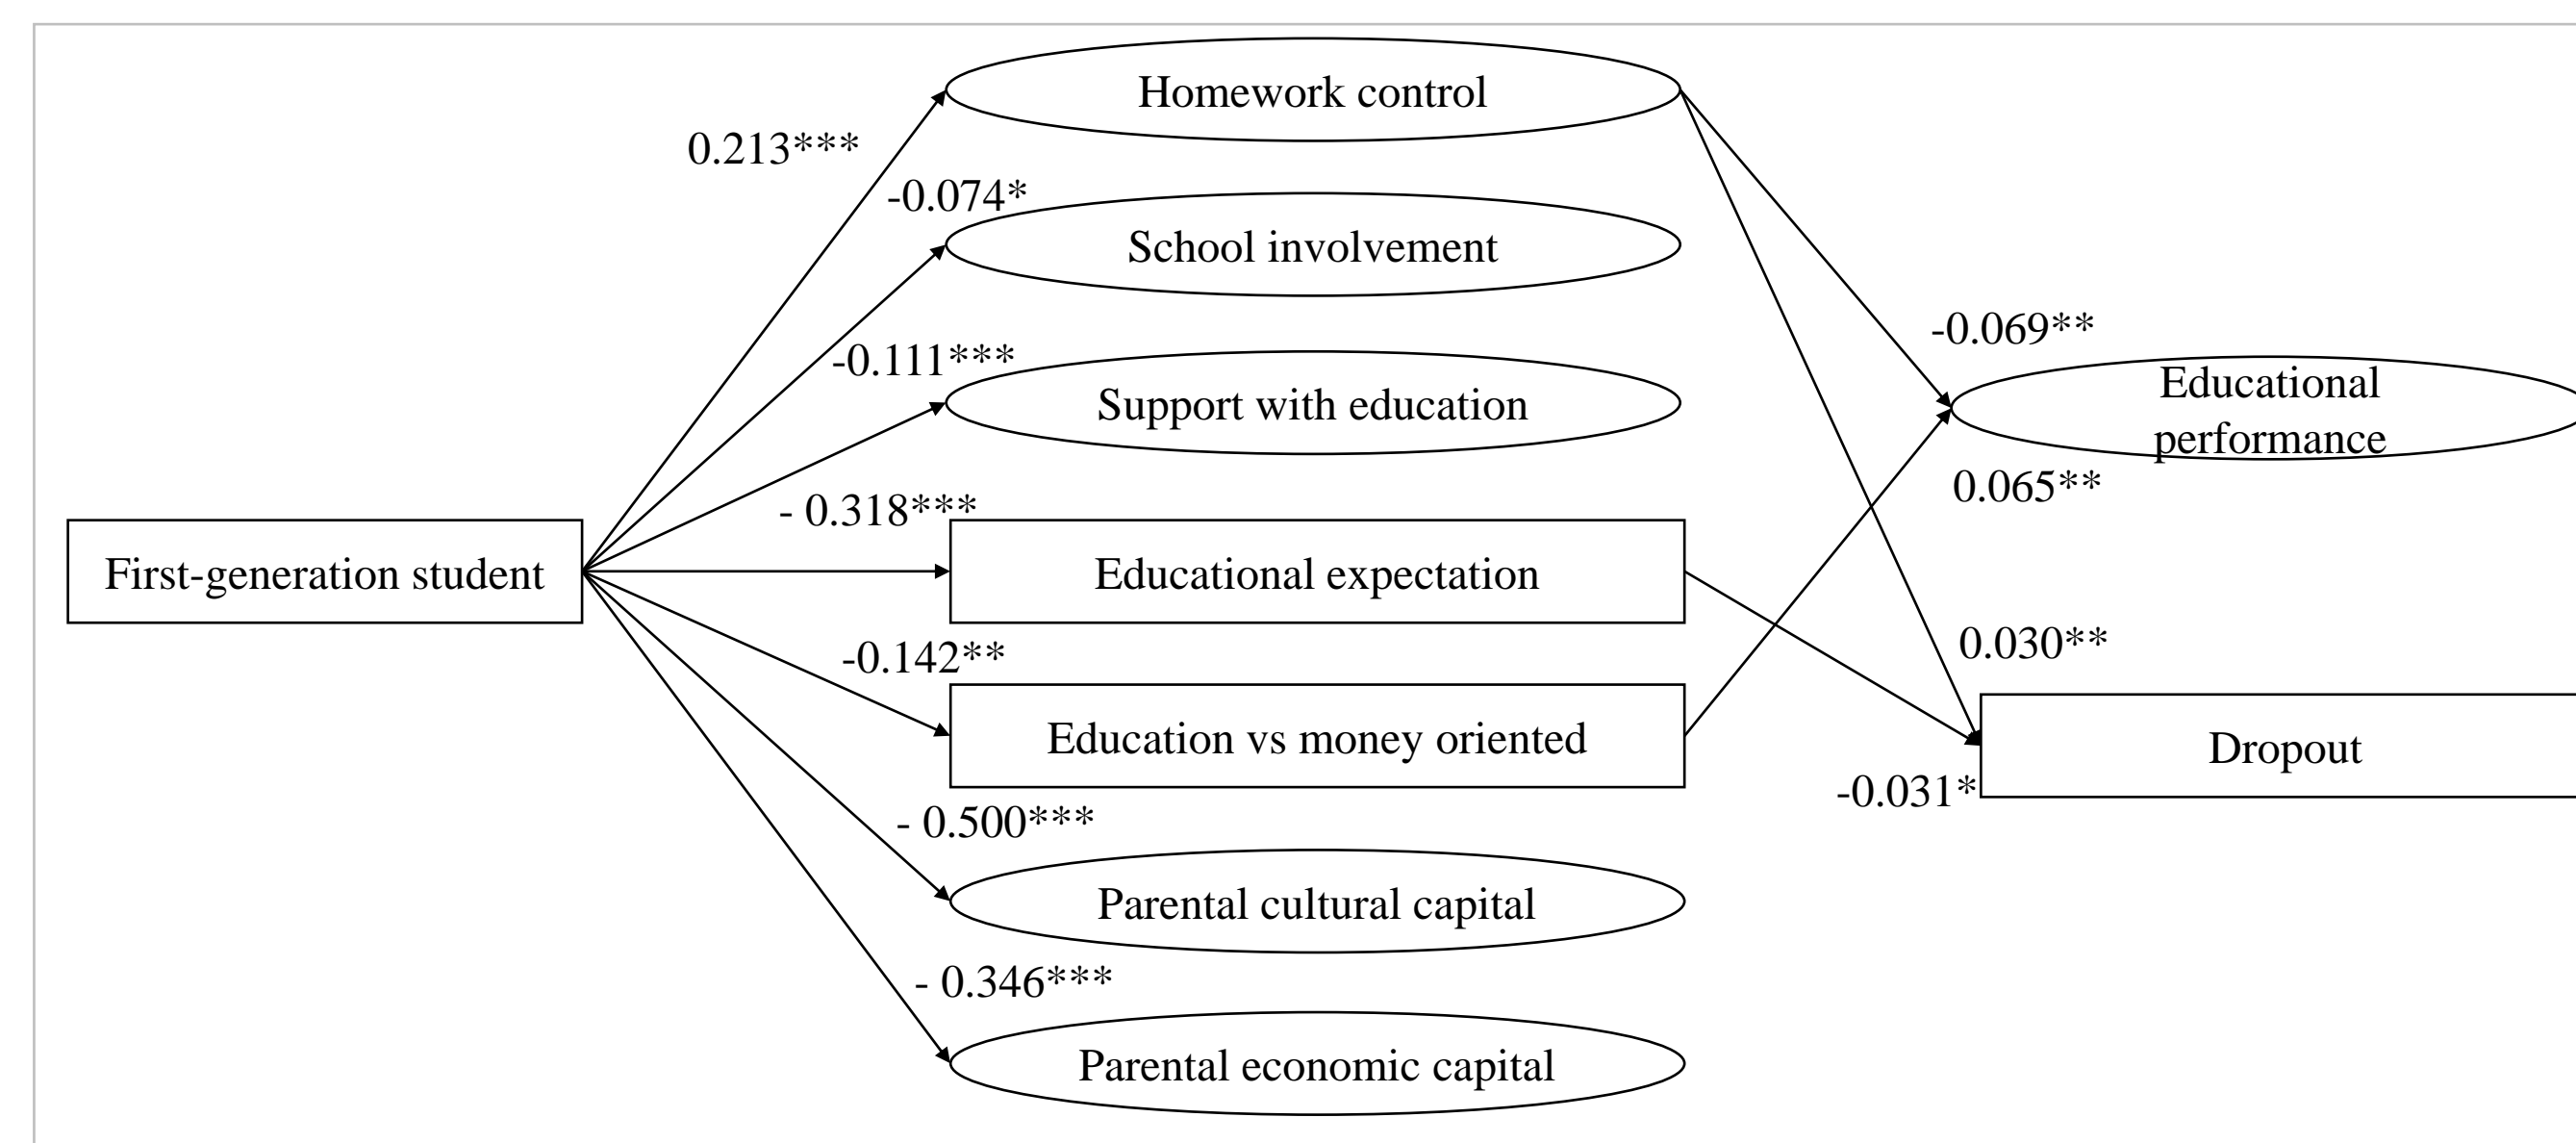 Homework control
0.213***
-0.074*
School involvement
-0.069**
-0.111***
Educational
performance
Support with education
0.065**
- 0.318***
First-generation student
Educational expectation
0.030**
-0.142**
Education vs money oriented
Dropout
-0.031*
- 0.500***
Parental cultural capital
- 0.346***
Parental economic capital